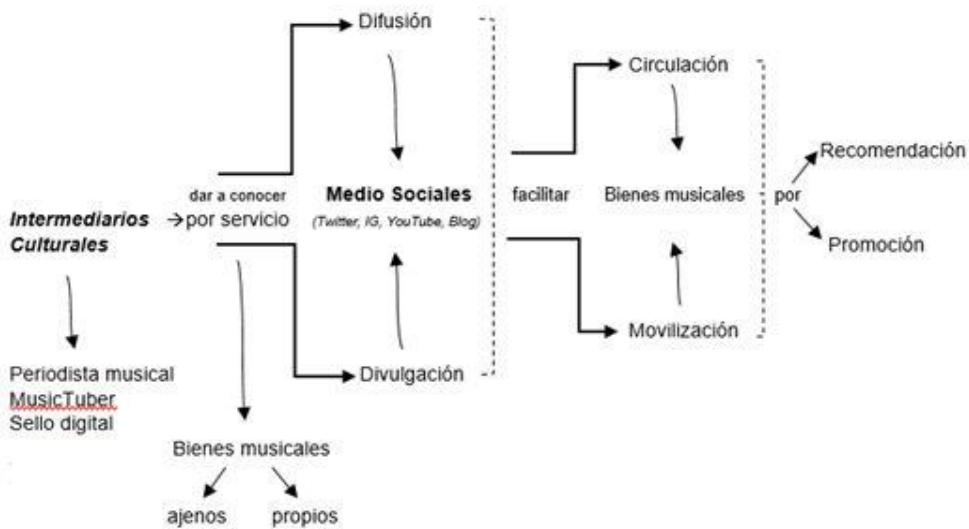 Difusión
Circulación
Recomendación
dar a conocer
Medio Sociales
facilitar
Bienes musicales
por
Intermediarios
Culturales
por servicio
(Twitter, IG, YouTube, Blog)
Promoción
Movilización
Periodista musical
MusicTuber
Sello digital
Divulgación
Bienes musicales
ajenos
propios